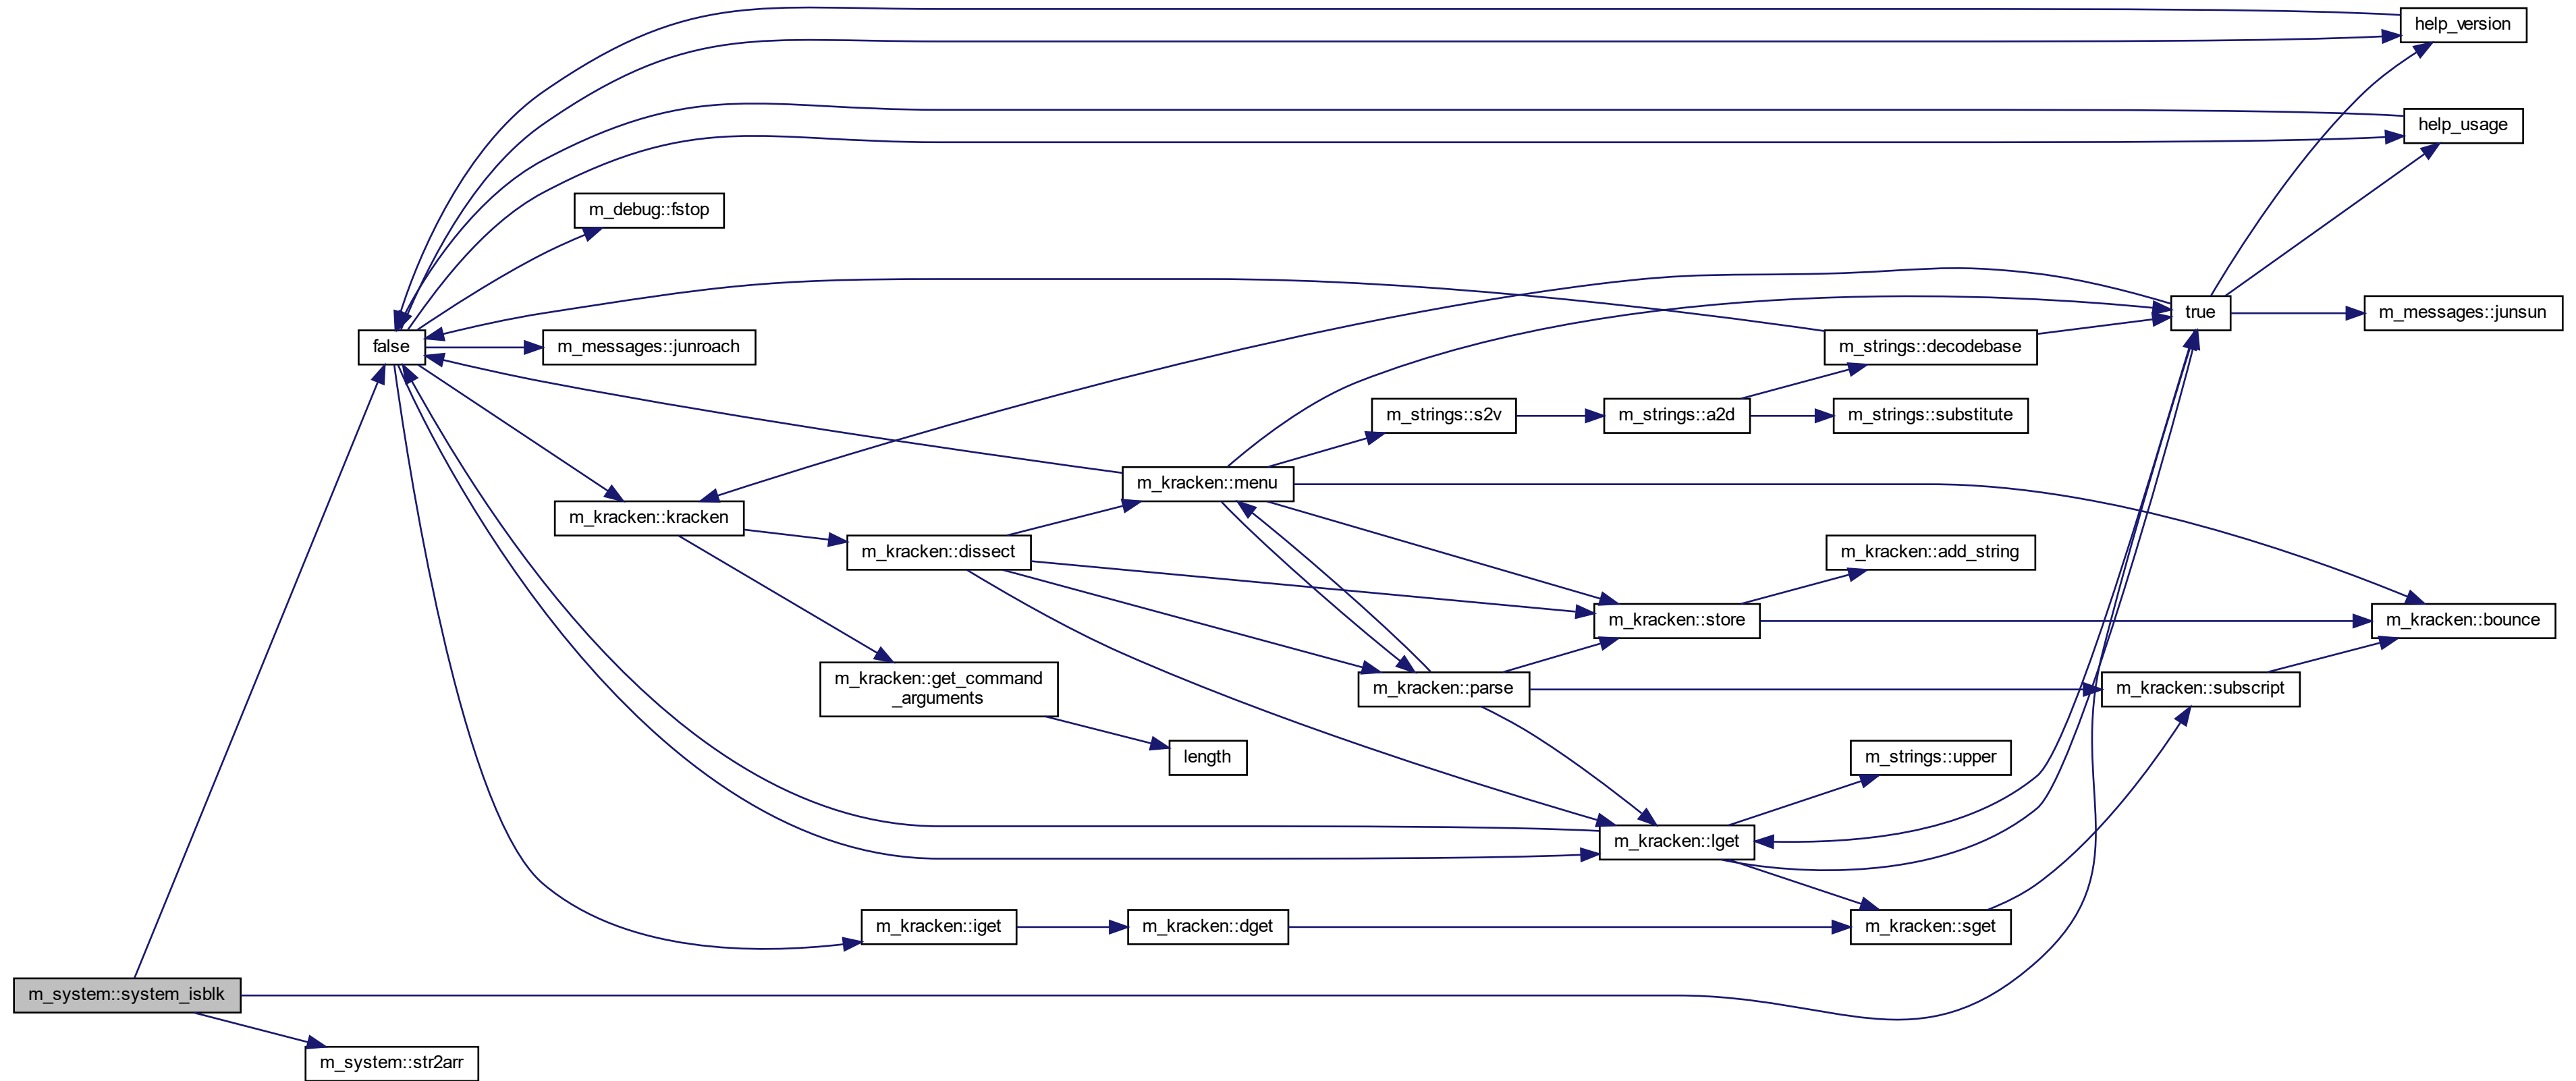 help_version
help_usage
m_debug::fstop
true
m_messages::junsun
false
m_messages::junroach
m_strings::decodebase
m_strings::s2v
m_strings::a2d
m_strings::substitute
m_kracken::menu
m_kracken::kracken
m_kracken::dissect
m_kracken::add_string
m_kracken::store
m_kracken::bounce
m_kracken::get_command
_arguments
m_kracken::parse
m_kracken::subscript
length
m_strings::upper
m_kracken::lget
m_kracken::iget
m_kracken::dget
m_kracken::sget
m_system::system_isblk
m_system::str2arr